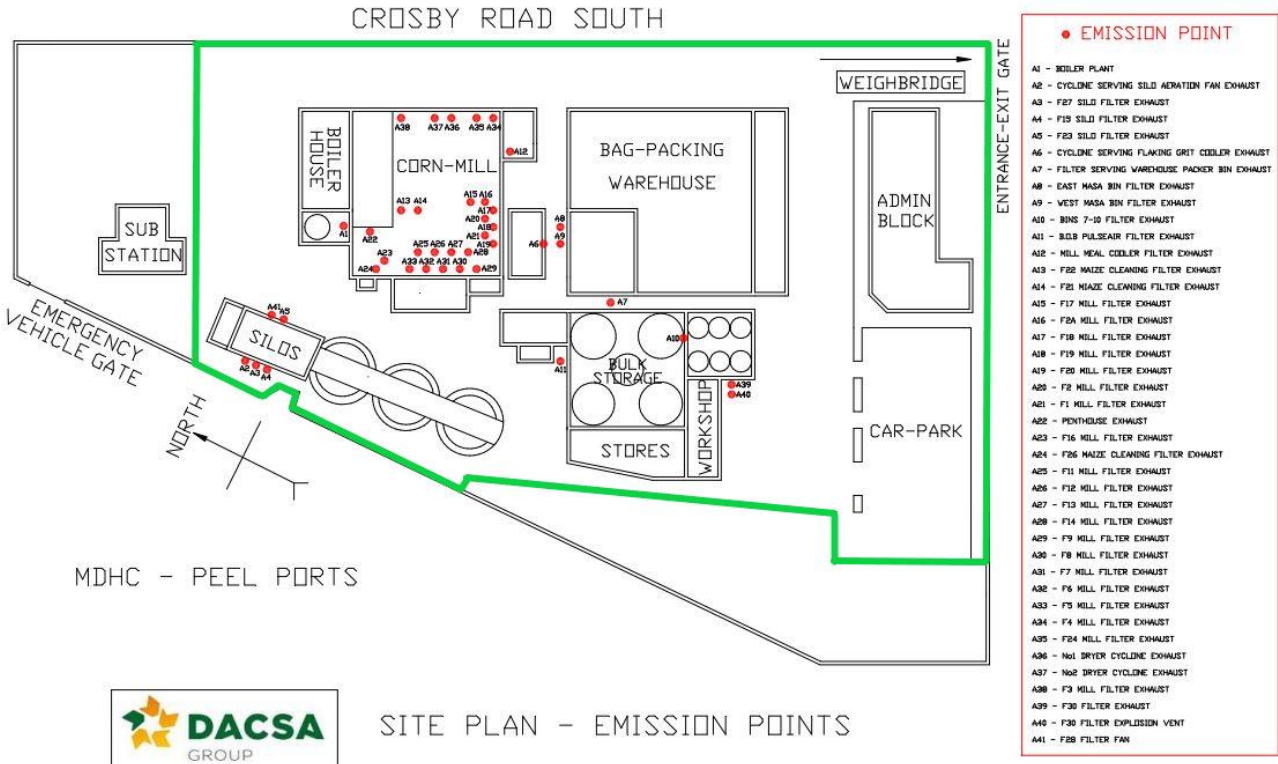 CROSBY ROAD SOUTH
WEIGHBRIDGE
ENTRANCE-EXIT GATE
BOILER
HOUSE
CORN-MILL
BAG-PACKING
WAREHOUSE
ADMIN
BLOCK
SUB
STATION
EMERGENCY
VEHICLE GATE
SILOS
BULK
STORAGE
STORES
WORKSHOP
CAR-PARK
NORTH
A38
A37
A36
A35
A34
A12
A13
A14
A15
A16
A17
A20
A18
A21
A19
A1
A22
A23
A24
A25
A26
A27
A28
A33
A32
A31
A30
A29
A6
A8
A9
A7
A10
A11
A39
A40
A41
A5
A2
A3
A4
MDHC - PEEL PORTS
DACSA
GROUP
SITE PLAN - EMISSION POINTS
EMISSION POINT
A1 - BOILER PLANT
A2 - CYCLONE SERVING SILO AERATION FAN EXHAUST
A3 - F27 SILO FILTER EXHAUST
A4 - F15 SILO FILTER EXHAUST
A5 - F23 SILO FILTER EXHAUST
A6 - CYCLONE SERVING FLAKING GRIT COOLER EXHAUST
A7 - FILTER SERVING WAREHOUSE PACKER BIN EXHAUST
A8 - EAST MASA BIN FILTER EXHAUST
A9 - WEST MASA BIN FILTER EXHAUST
A10 - BINS 7-10 FILTER EXHAUST
A11 - B.O.B PULSEAIR FILTER EXHAUST
A12 - MILL MEAL COOLER FILTER EXHAUST
A13 - F22 MAIZE CLEANING FILTER EXHAUST
A14 - F21 MIAZE CLEANING FILTER EXHAUST
A15 - F17 MILL FILTER EXHAUST
A16 - F2A MILL FILTER EXHAUST
A17 - F18 MILL FILTER EXHAUST
A18 - F19 MILL FILTER EXHAUST
A19 - F20 MILL FILTER EXHAUST
A20 - F2 MILL FILTER EXHAUST
A21 - F1 MILL FILTER EXHAUST
A22 - PENTHOUSE EXHAUST
A23 - F16 MILL FILTER EXHAUST
A24 - F26 MAIZE CLEANING FILTER EXHAUST
A25 - F11 MILL FILTER EXHAUST
A26 - F12 MILL FILTER EXHAUST
A27 - F13 MILL FILTER EXHAUST
A28 - F14 MILL FILTER EXHAUST
A29 - F9 MILL FILTER EXHAUST
A30 - F8 MILL FILTER EXHAUST
A31 - F7 MILL FILTER EXHAUST
A32 - F6 MILL FILTER EXHAUST
A33 - F5 MILL FILTER EXHAUST
A34 - F4 MILL FILTER EXHAUST
A35 - F24 MILL FILTER EXHAUST
A36 - No1 DRYER CYCLONE EXHAUST
A37 - No2 DRYER CYCLONE EXHAUST
A38 - F3 MILL FILTER EXHAUST
A39 - F30 FILTER EXHAUST
A40 - F30 FILTER EXPLOSION VENT
A41 - F28 FILTER FAN